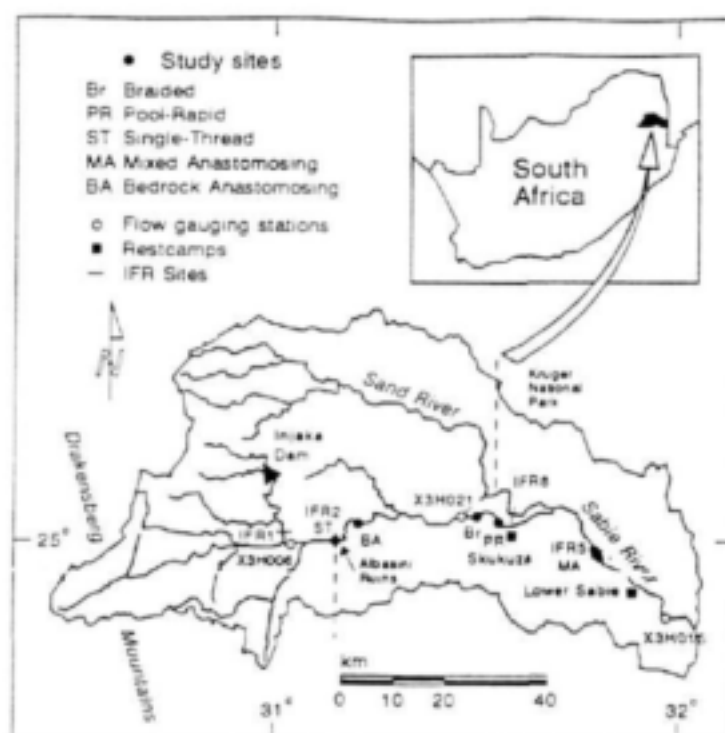 Study sites
Br Braided
PR Pool-Rapid
ST Single-Thread
MA Mixed Anastomosing
BA Bedrock Anastomosing
Flow gauging stations
Restcamps
IFR Sites
South
Africa
Kruger
National
Park
Sand River
Injaka
Dam
Drakensberg
Mountains
X3H021
IFR8
IFR2
ST
IFR1
BA
Br
PR
Skukuza
Sabie River
25°
X3H006
Albasini
Ruins
IFR5
MA
Lower Sabie
X3H015
km
0 10 20 40
31°
32°